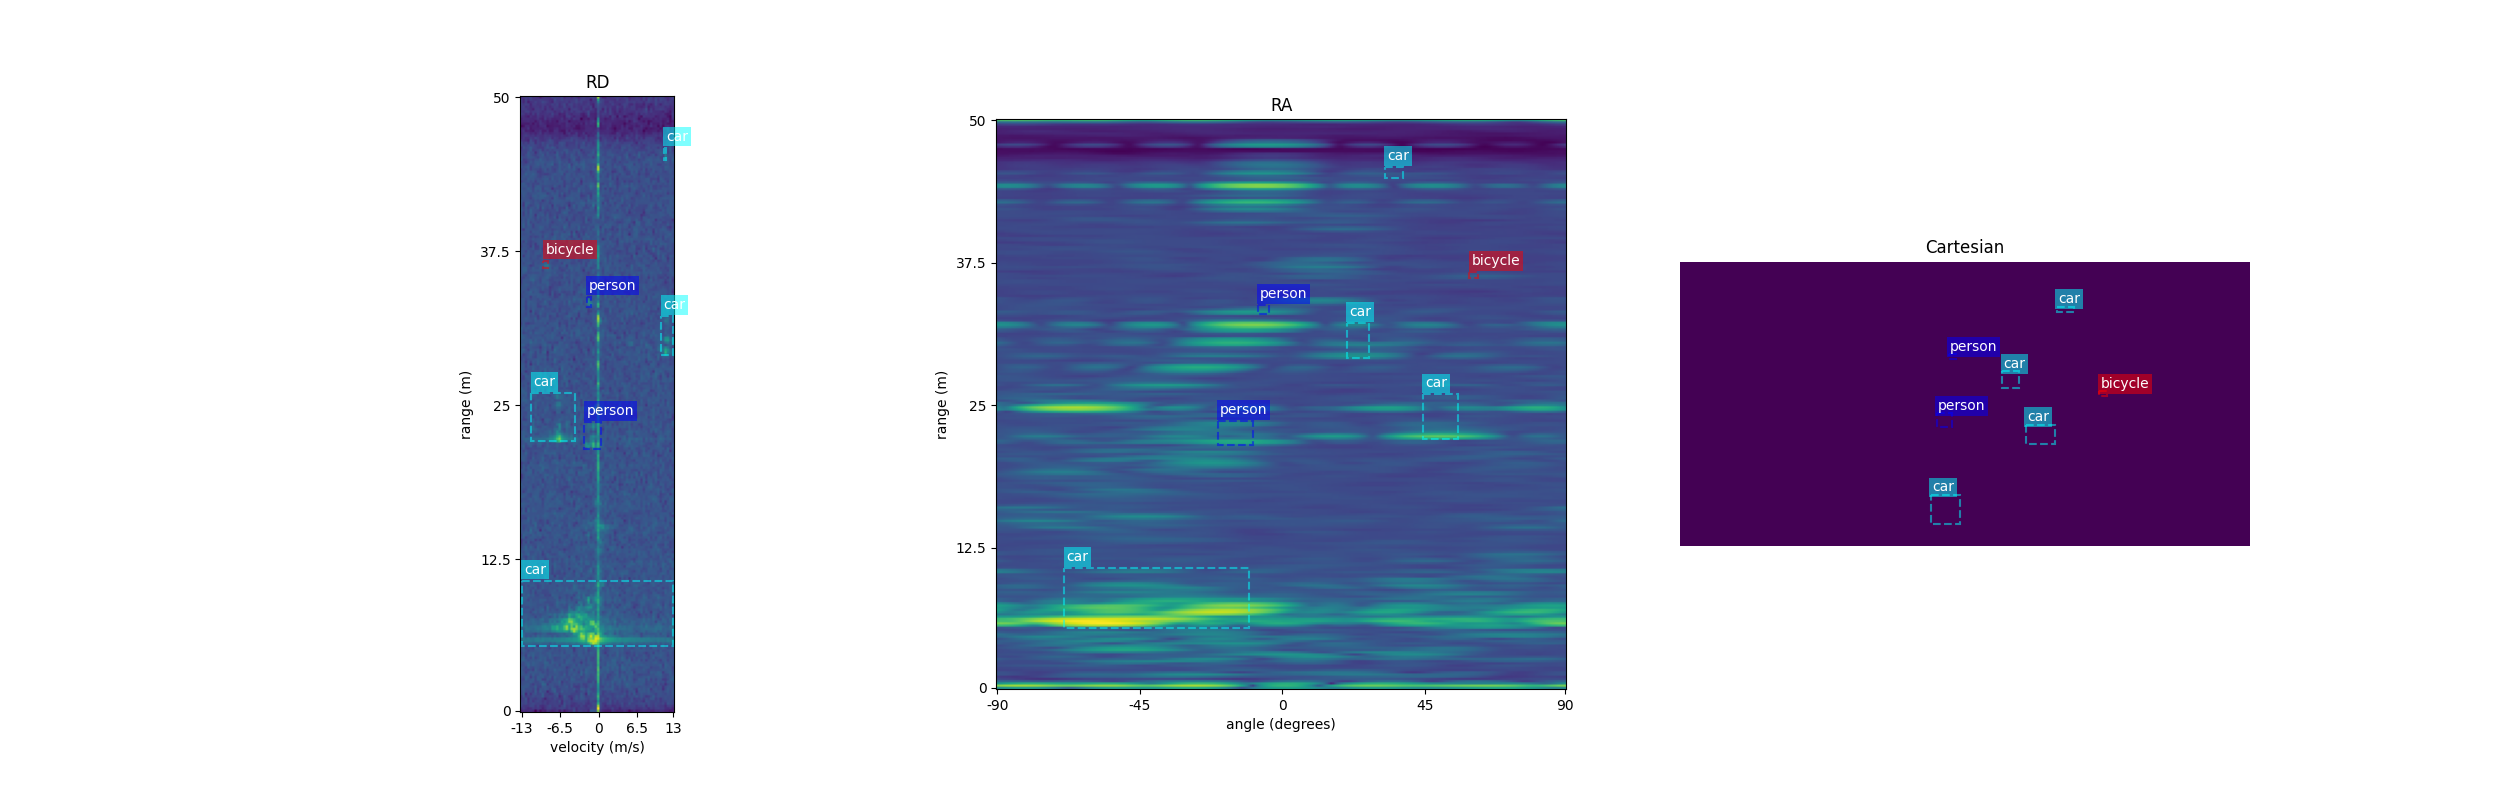 RD
50
car
37.5
bicycle
person
car
car
25
person
range (m)
12.5
car
0
-13 -6.5 0 6.5 13
velocity (m/s)
RA
50
car
37.5
bicycle
person
car
car
25
person
range (m)
12.5
car
0
-90 -45 0 45 90
angle (degrees)
Cartesian
car
person
car
bicycle
person
car
car